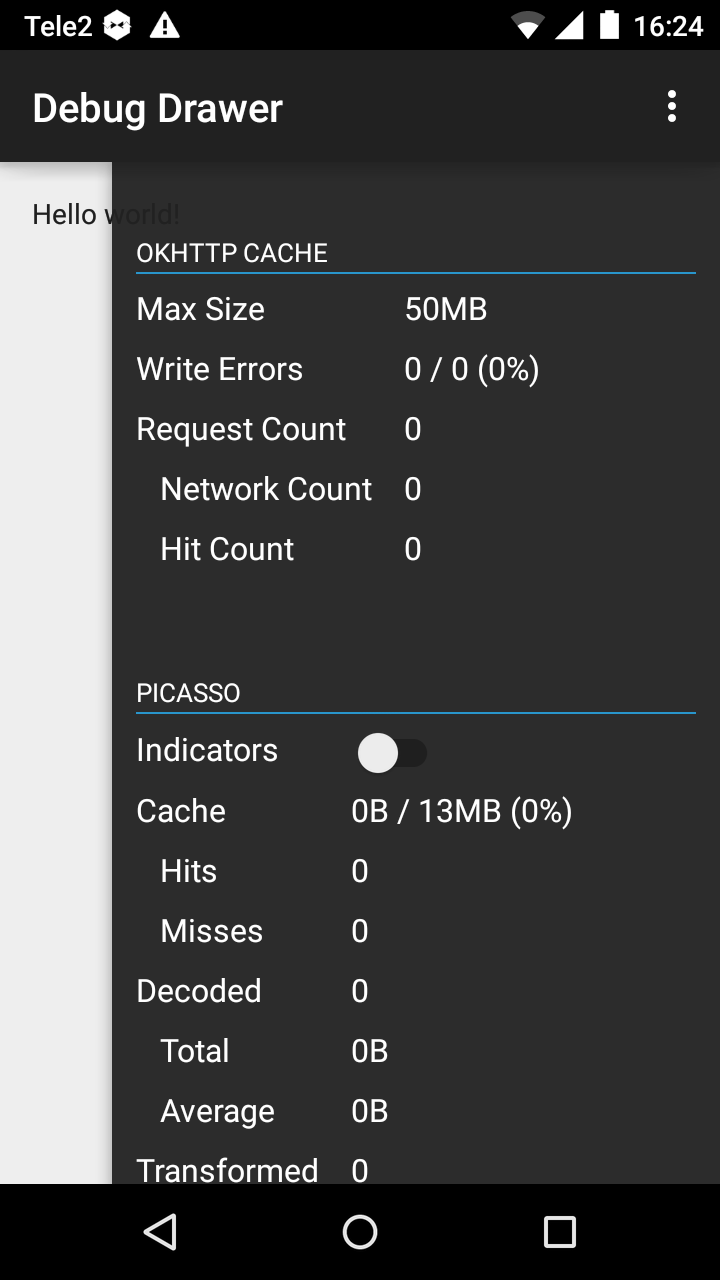 Tele2 16:24
Debug Drawer
Hello world!
OKHTTP CACHE
Max Size 50MB
Write Errors 0 / 0 (0%)
Request Count 0
Network Count 0
Hit Count 0
PICASSO
Indicators
Cache 0B / 13MB (0%)
Hits 0
Misses 0
Decoded 0
Total 0B
Average 0B
Transformed 0